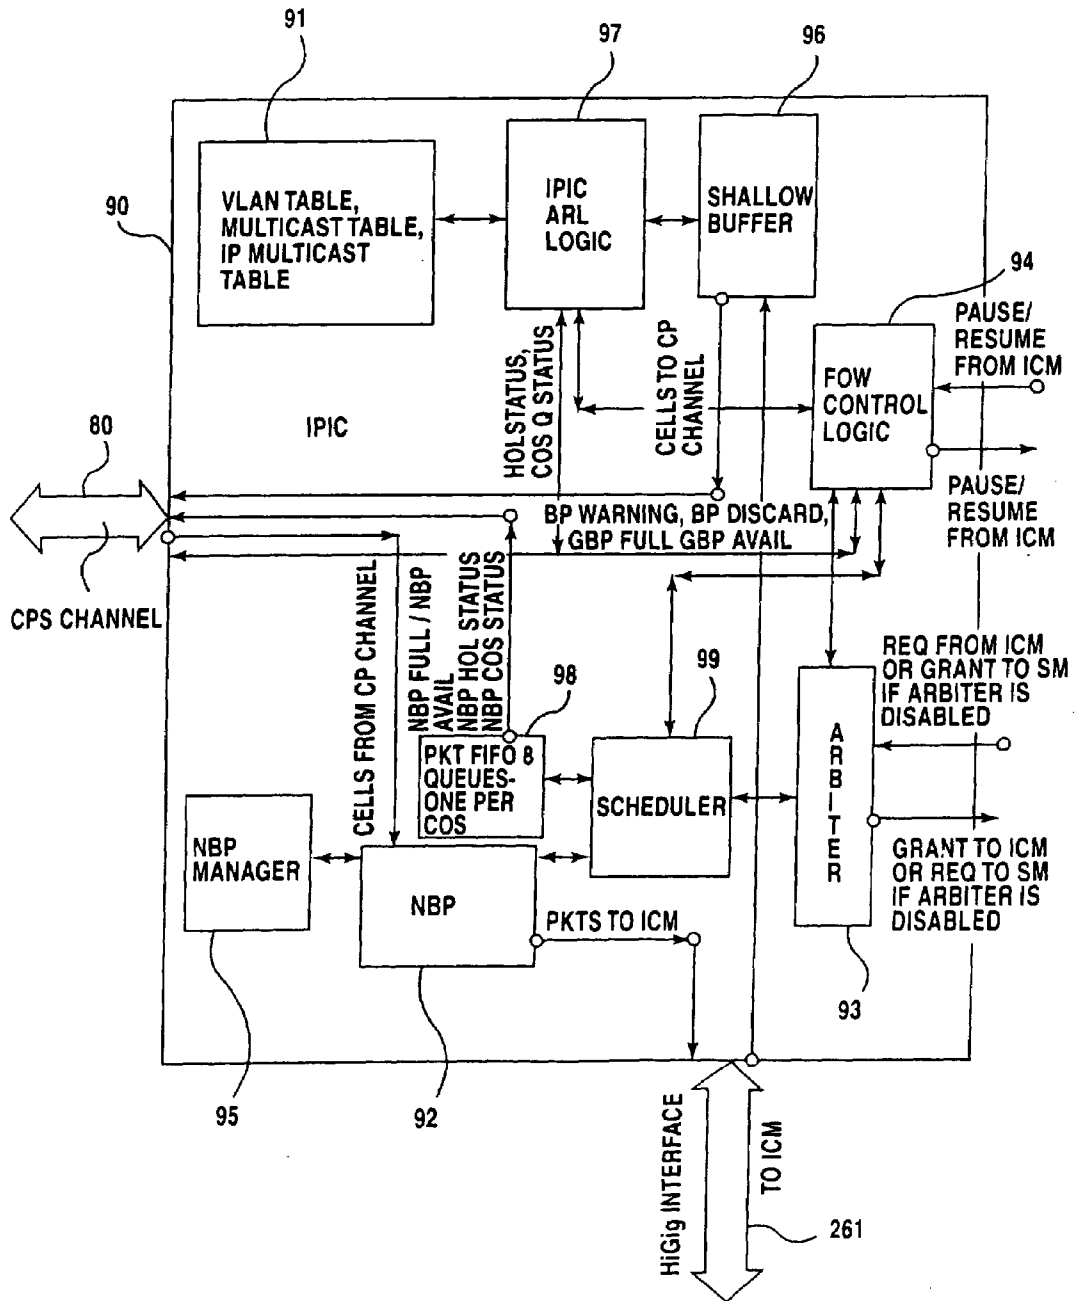 91
97
96
90
VLAN TABLE,
MULTICAST TABLE,
IP MULTICAST
TABLE
IPIC
ARL
LOGIC
SHALLOW
BUFFER
94
PAUSE/
RESUME
FROM ICM
FOW
CONTROL
LOGIC
PAUSE/
RESUME
FROM ICM
HOLSTATUS,
COS Q STATUS
CELLS TO CP
CHANNEL
IPIC
80
CPS CHANNEL
BP WARNING, BP DISCARD,
GBP FULL GBP AVAIL
CELLS FROM CP CHANNEL
NBP FULL / NBP
AVAIL
NBP HOL STATUS
NBP COS STATUS
98
99
PKT FIFO 8
QUEUES-
ONE PER
COS
SCHEDULER
ARBITER
REQ FROM ICM
OR GRANT TO SM
IF ARBITER IS
DISABLED
GRANT TO ICM
OR REQ TO SM
IF ARBITER IS
DISABLED
NBP
MANAGER
NBP
PKTS TO ICM
93
95
92
HiGig INTERFACE
TO ICM
261